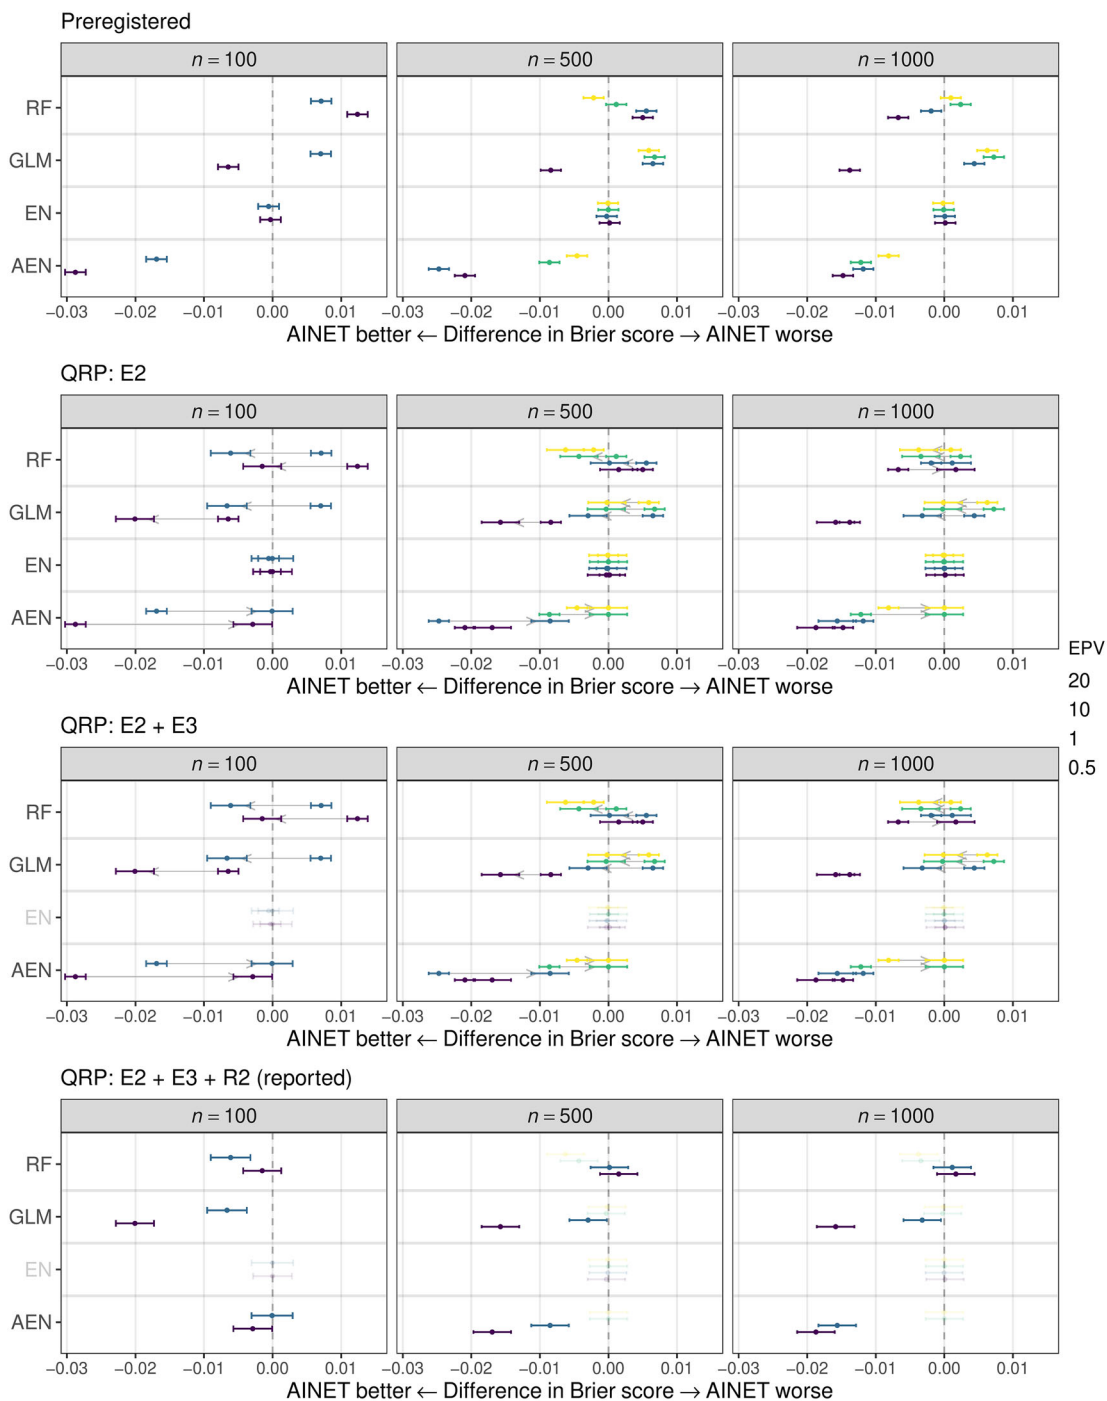 Preregistered
n = 100 n = 500 n = 1000
RF
GLM
EN
AEN
−0.03 −0.02 −0.01 0.00 0.01 −0.03 −0.02 −0.01 0.00 0.01 −0.03 −0.02 −0.01 0.00 0.01
AINET better ← Difference in Brier score → AINET worse
QRP: E2
n = 100 n = 500 n = 1000
RF
GLM
EN
AEN
−0.03 −0.02 −0.01 0.00 0.01 −0.03 −0.02 −0.01 0.00 0.01 −0.03 −0.02 −0.01 0.00 0.01
AINET better ← Difference in Brier score → AINET worse
EPV
20
10
1
0.5
QRP: E2 + E3
n = 100 n = 500 n = 1000
RF
GLM
EN
AEN
−0.03 −0.02 −0.01 0.00 0.01 −0.03 −0.02 −0.01 0.00 0.01 −0.03 −0.02 −0.01 0.00 0.01
AINET better ← Difference in Brier score → AINET worse
QRP: E2 + E3 + R2 (reported)
n = 100 n = 500 n = 1000
RF
GLM
EN
AEN
−0.03 −0.02 −0.01 0.00 0.01 −0.03 −0.02 −0.01 0.00 0.01 −0.03 −0.02 −0.01 0.00 0.01
AINET better ← Difference in Brier score → AINET worse